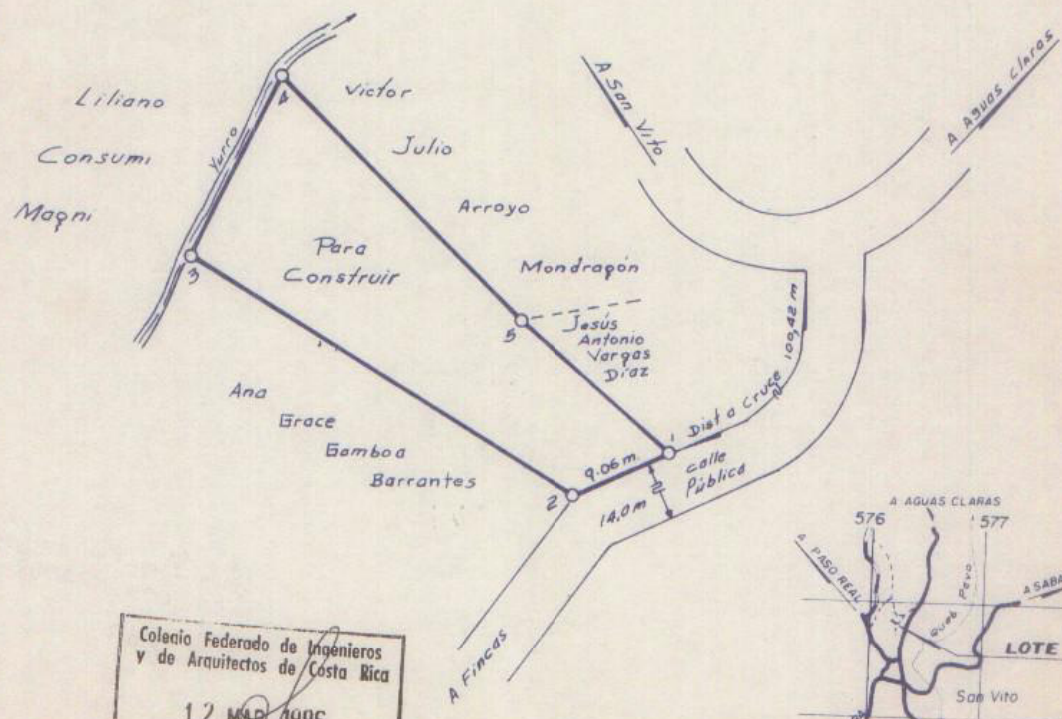 Liliano
Consumi
Magni
Yurro
4
Victor
Julio
Arroyo
Mondragón
A San Vito
A Aguas Claras
3
Para
Construir
5
Jesús
Antonio
Vargas
Díaz
Ana
Grace
Gamboa
Barrantes
1
Dist a Cruce 100,42 m
9.06 m.
2
calle
Pública
14,0 m
A Fincas
Colegio Federado de Ingenieros
y de Arquitectos de Costa Rica
12 MAR
A AGUAS CLARAS
576
577
A PASO REAL
A SABA
LOTE
San Vito